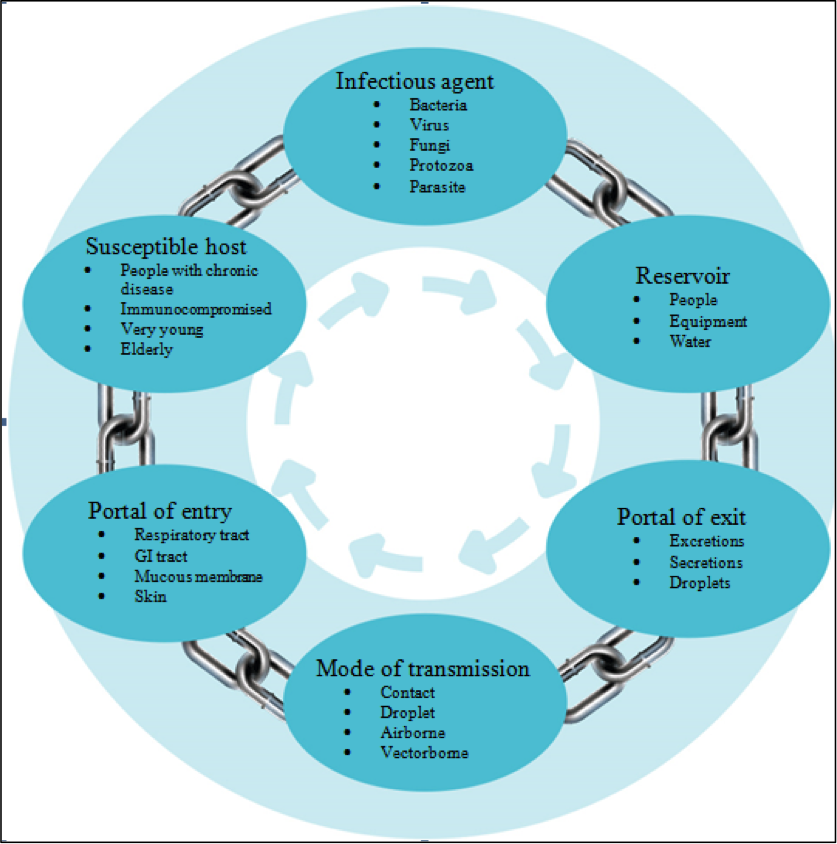 Infectious agent
• Bacteria
• Virus
• Fungi
• Protozoa
• Parasite
Reservoir
• People
• Equipment
• Water
Portal of exit
• Excretions
• Secretions
• Droplets
Mode of transmission
• Contact
• Droplet
• Airborne
• Vectorborne
Portal of entry
• Respiratory tract
• GI tract
• Mucous membrane
• Skin
Susceptible host
• People with chronic
disease
• Immunocompromised
• Very young
• Elderly